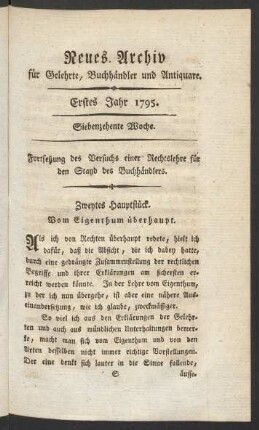 Neues Archiv
für Gelehrte, Buchhändler und Antiquare.
Erstes Jahr 1795.
Siebenzehente Woche.
Fortsetzung des Versuchs einer Rechtslehre für
den Stand des Buchhändlers.
Zweytes Hauptstück.
Vom Eigenthum überhaupt.
Als ich von Rechten überhaupt redete, hielt ich
dafür, daß die Absicht, die ich dabey hatte,
durch eine gedrängte Zusammenstellung der rechtlichen
Begriffe und ihrer Erklärungen am sichersten er-
reicht werden könnte. In der Lehre vom Eigenthum,
zu der ich nun übergehe, ist aber eine nähere Aus-
einandersetzung, wie ich glaube, zweckmäßiger.
So viel ich aus den Erklärungen der Gelehr-
ten und auch aus mündlichen Unterhaltungen bemer-
ke, macht man sich vom Eigenthum und von den
Arten desselben nicht immer richtige Vorstellungen.
Der eine denkt sich lauter in die Sinne fallende,
S äusse-